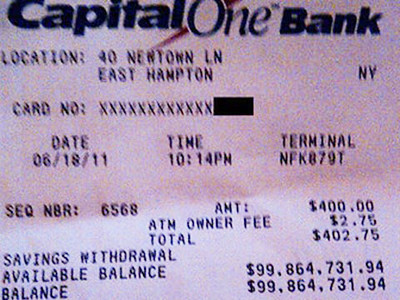 CapitalOne™ Bank
LOCATION: 40 NEWTOWN LN
EAST HAMPTON NY
CARD NO: XXXXXXXXXXXX
DATE TIME TERMINAL
06/18/11 10:14PM NFK879T
SEQ NBR: 6568 AMT: $400.00
ATM OWNER FEE $2.75
TOTAL $402.75
SAVINGS WITHDRAWAL
AVAILABLE BALANCE $99,864,731.94
BALANCE $99,864,731.94